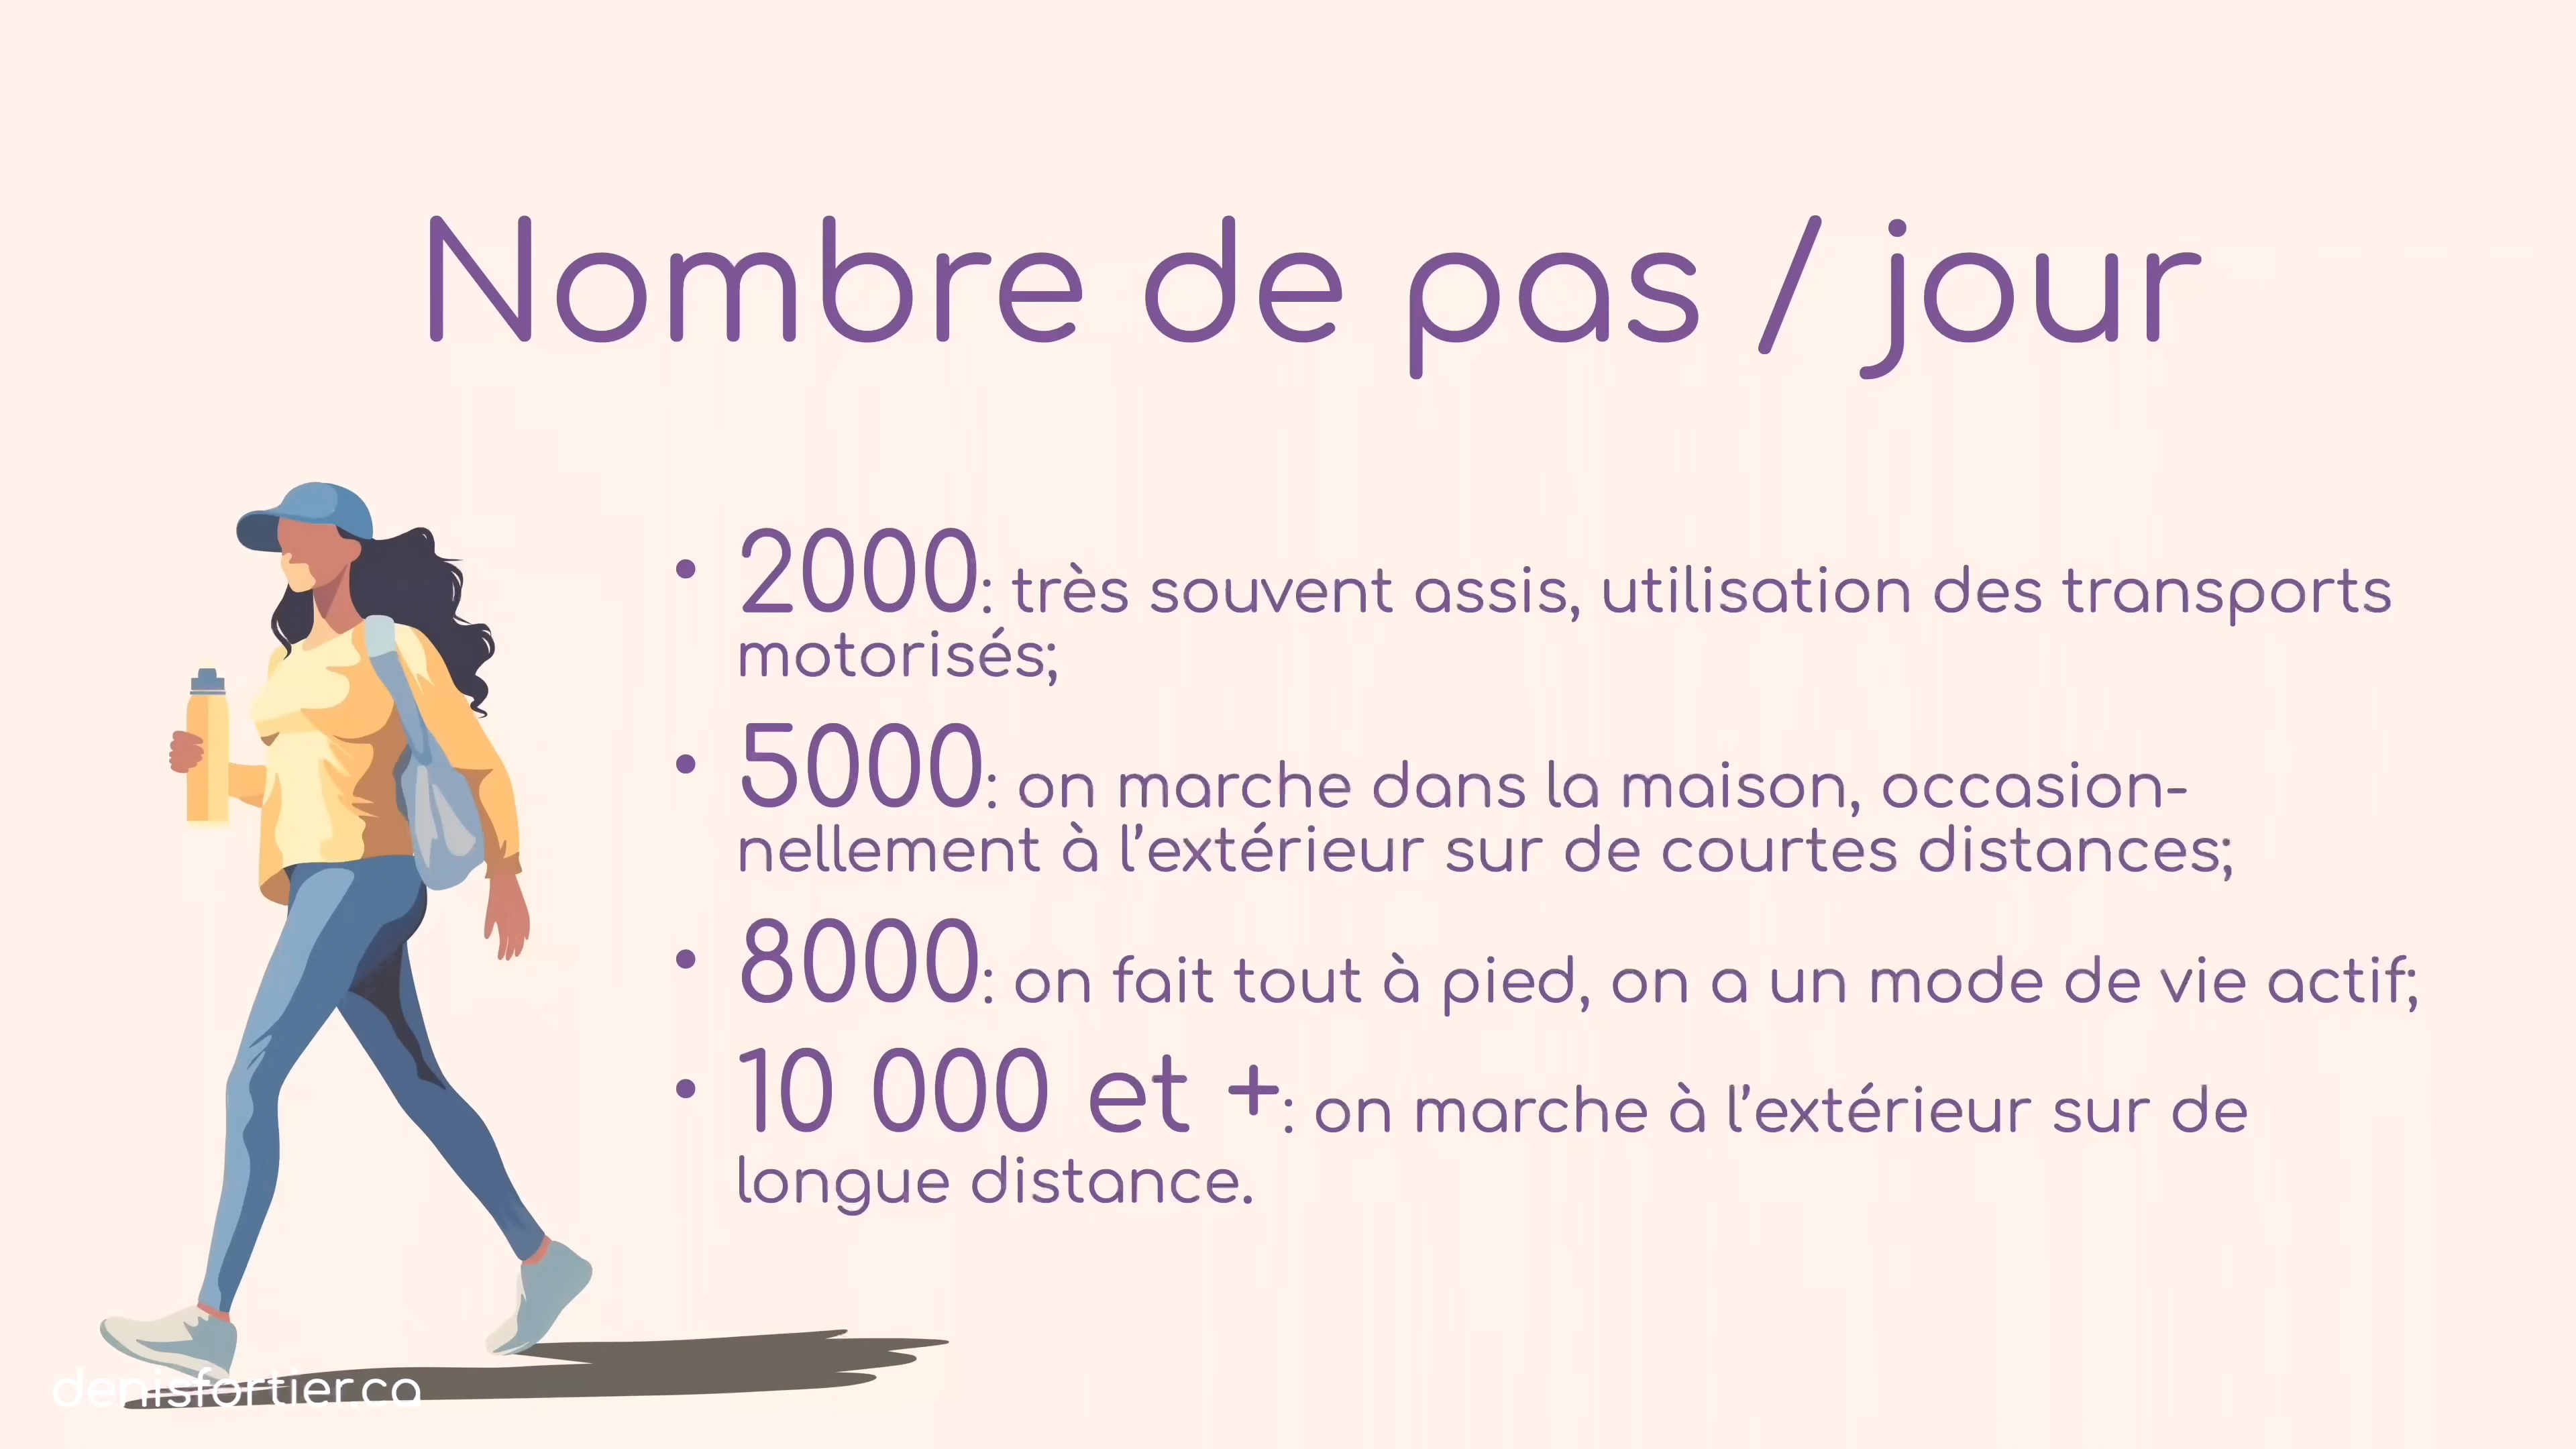 Nombre de pas / jour
• 2000: très souvent assis, utilisation des transports
motorisés;
• 5000: on marche dans la maison, occasion-
nellement à l’extérieur sur de courtes distances;
• 8000: on fait tout à pied, on a un mode de vie actif;
• 10 000 et +: on marche à l’extérieur sur de
longue distance.
denisfortier.ca